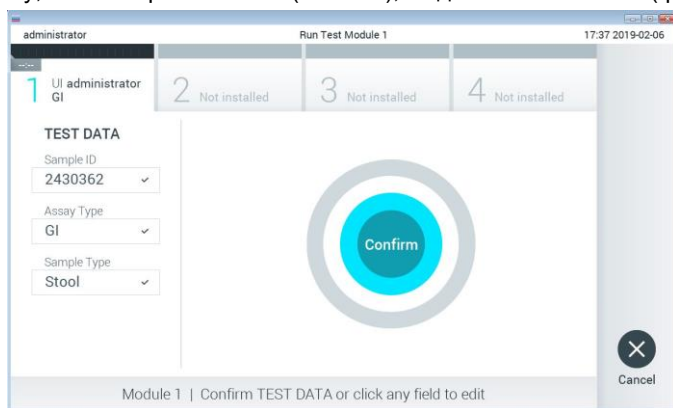 administrator Run Test Module 1 17:37 2019-02-06
--:--
1 UI administrator
GI
2 Not installed
3 Not installed
4 Not installed
TEST DATA
Sample ID
2430362
Assay Type
GI
Sample Type
Stool
Confirm
Cancel
Module 1 | Confirm TEST DATA or click any field to edit